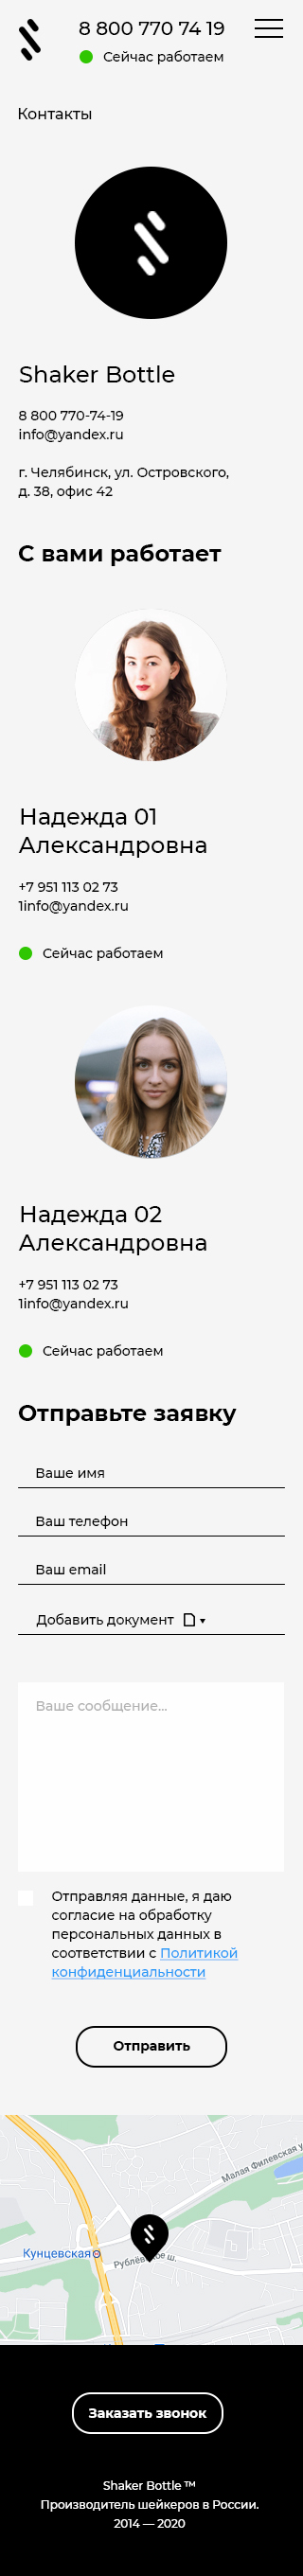 8 800 770 74 19
Сейчас работаем
Контакты
Shaker Bottle
8 800 770-74-19
info@yandex.ru
г. Челябинск, ул. Островского,
д. 38, офис 42
С вами работает
Надежда 01
Александровна
+7 951 113 02 73
1info@yandex.ru
Сейчас работаем
Надежда 02
Александровна
+7 951 113 02 73
1info@yandex.ru
Сейчас работаем
Отправьте заявку
Ваше имя
Ваш телефон
Ваш email
Добавить документ
Ваше сообщение...
Отправляя данные, я даю
согласие на обработку
персональных данных в
соответствии с Политикой
конфиденциальности
Отправить
Малая Филевская у
Кунцевская
Рублёвское ш.
Заказать звонок
Shaker Bottle ™
Производитель шейкеров в России.
2014 — 2020